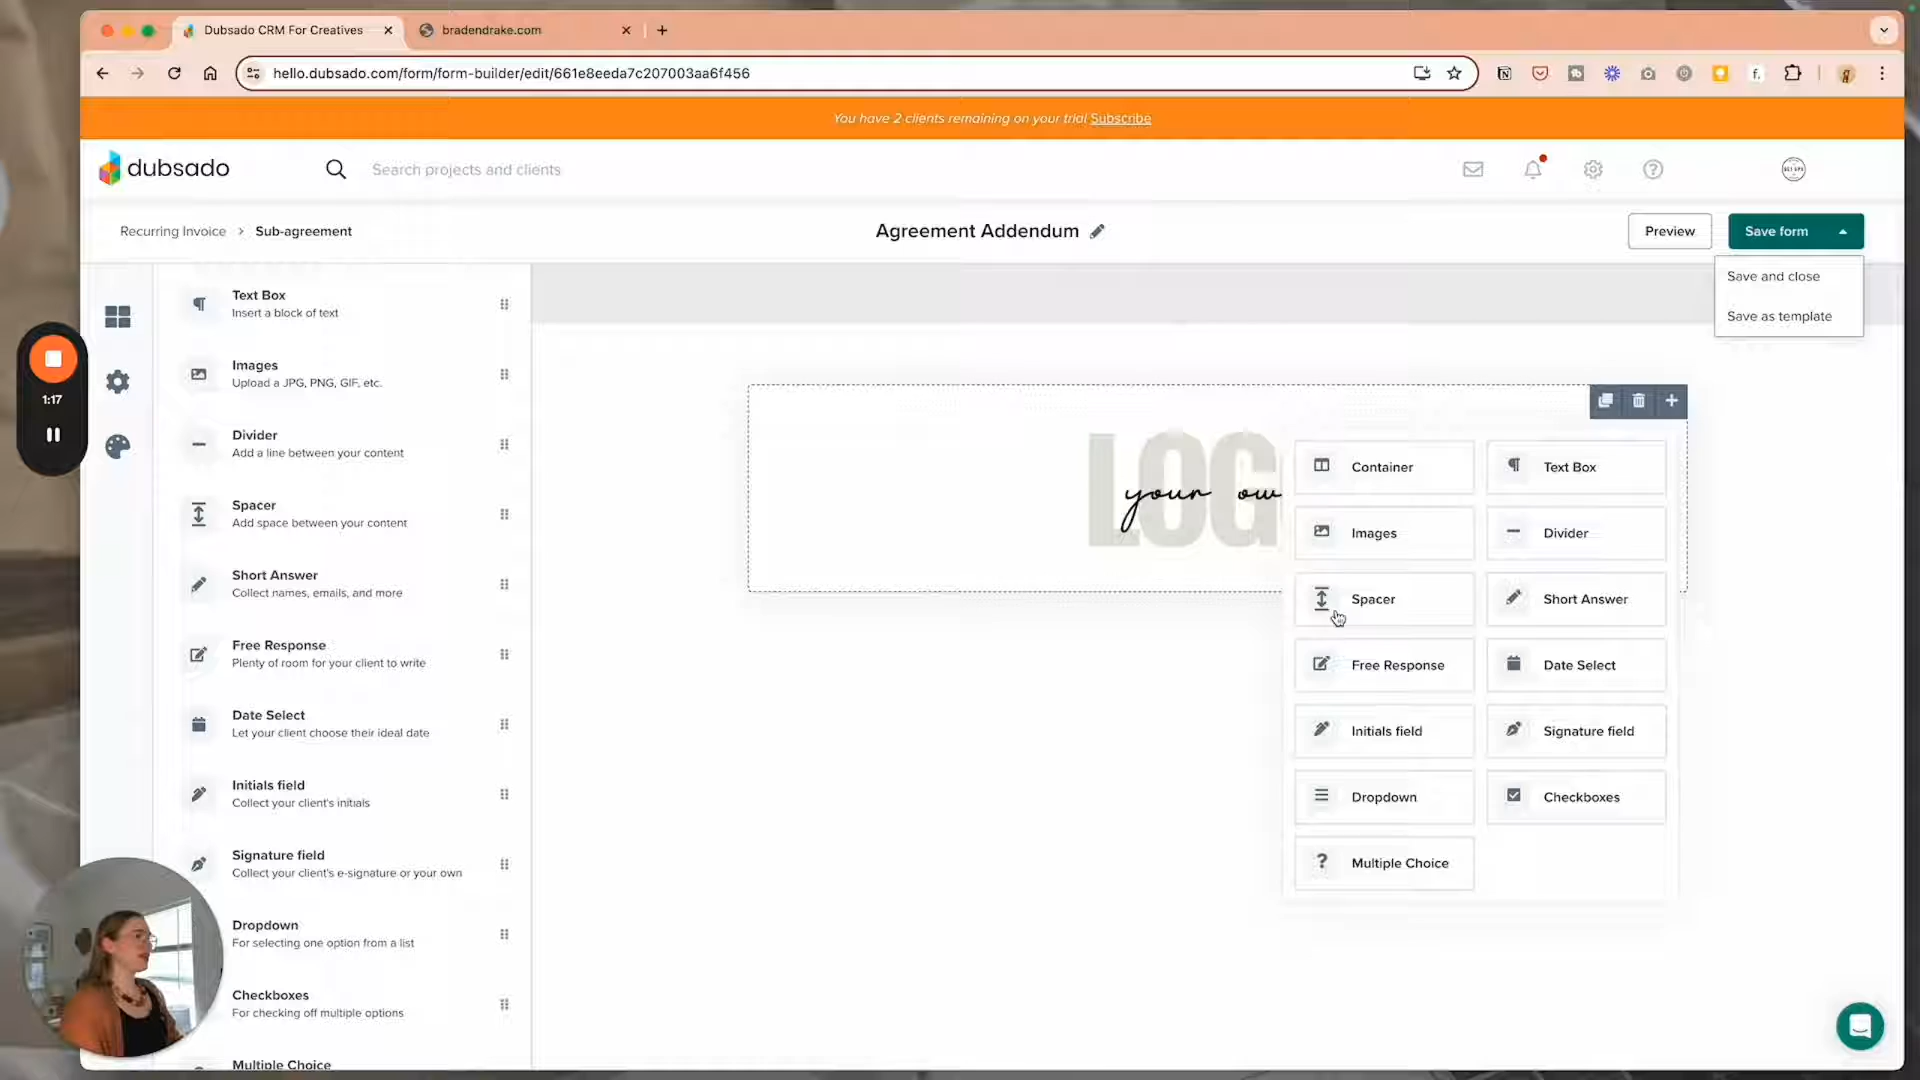 Dubsado CRM For Creatives
bradendrake.com
hello.dubsado.com/form/form-builder/edit/661e8eeda7c207003aa6f456
You have 2 clients remaining on your trial Subscribe
dubsado
Search projects and clients
Recurring Invoice > Sub-agreement
Agreement Addendum
Preview
Save form
Save and close
Save as template
Text Box
Insert a block of text
Images
Upload a JPG, PNG, GIF, etc.
Divider
Add a line between your content
Spacer
Add space between your content
Short Answer
Collect names, emails, and more
Free Response
Plenty of room for your client to write
Date Select
Let your client choose their ideal date
Initials field
Collect your client's initials
Signature field
Collect your client's e-signature or your own
Dropdown
For selecting one option from a list
Checkboxes
For checking off multiple options
Multiple Choice
1:17
LOG
your ow
Container
Text Box
Images
Divider
Spacer
Short Answer
Free Response
Date Select
Initials field
Signature field
Dropdown
Checkboxes
Multiple Choice